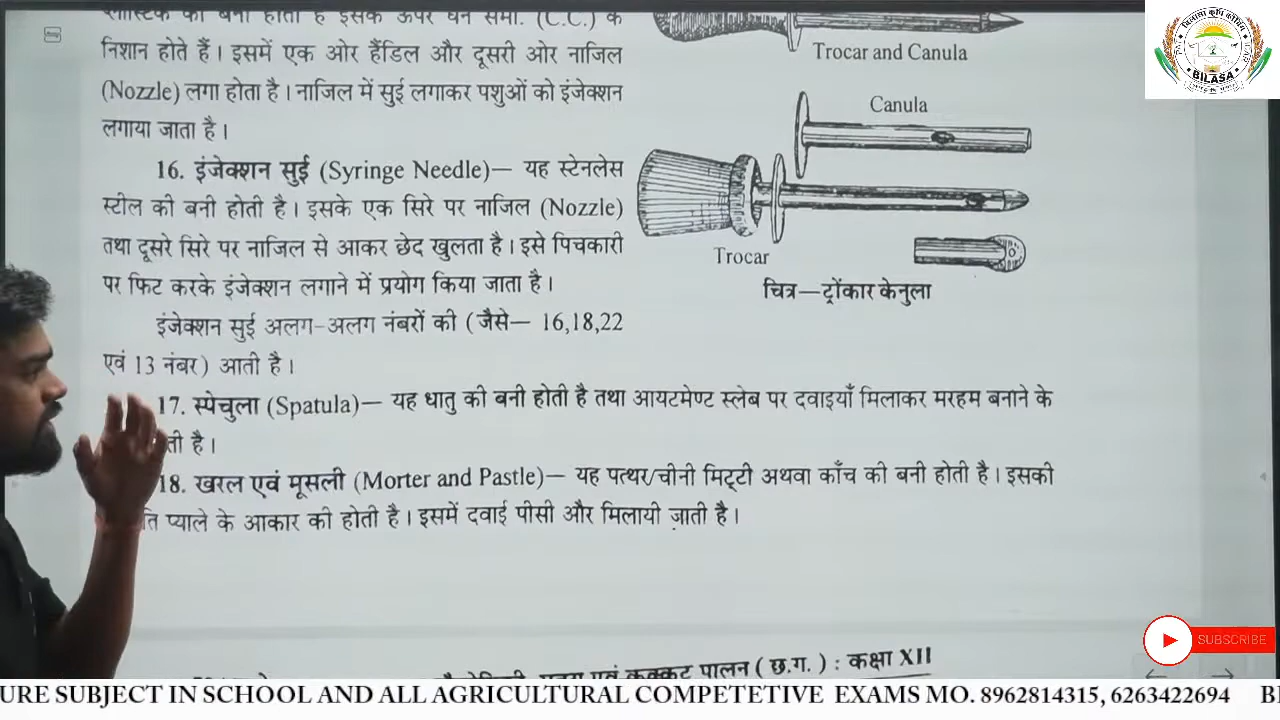 निशान होते हैं। इसमें एक ओर हैंडिल और दूसरी ओर नाजिल
(Nozzle) लगा होता है। नाजिल में सुई लगाकर पशुओं को इंजेक्शन
लगाया जाता है।
16. इंजेक्शन सुई (Syringe Needle)— यह स्टेनलेस
स्टील की बनी होती है। इसके एक सिरे पर नाजिल (Nozzle)
तथा दूसरे सिरे पर नाजिल से आकर छेद खुलता है। इसे पिचकारी
पर फिट करके इंजेक्शन लगाने में प्रयोग किया जाता है।
इंजेक्शन सुई अलग-अलग नंबरों की (जैसे— 16,18,22
एवं 13 नंबर) आती है।
Trocar and Canula
Canula
Trocar
चित्र—ट्रोंकार केनुला
17. स्पेचुला (Spatula)— यह धातु की बनी होती है तथा आयटमेण्ट स्लेब पर दवाइयाँ मिलाकर मरहम बनाने के
है।
18. खरल एवं मूसली (Morter and Pastle)— यह पत्थर/चीनी मिट्टी अथवा काँच की बनी होती है। इसकी
प्याले के आकार की होती है। इसमें दवाई पीसी और मिलायी जाती है।
पालन (छ.ग.) : कक्षा XII
BILASA
SUBSCRIBE
URE SUBJECT IN SCHOOL AND ALL AGRICULTURAL COMPETETIVE EXAMS MO. 8962814315, 6263422694